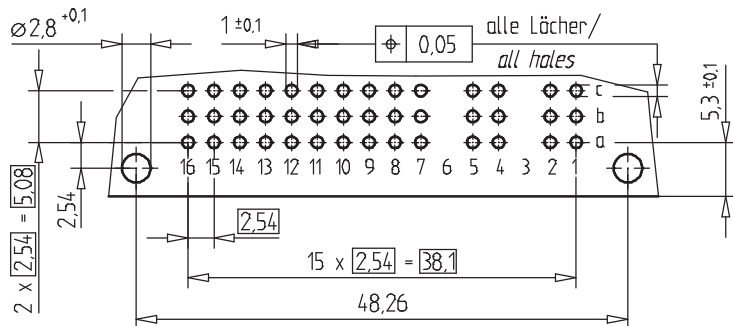 ⌀2,8 +0,1
1 ±0,1
⌖ 0,05
alle Löcher/
all holes
c
b
a
5,3 ±0,1
16 15 14 13 12 11 10 9 8 7 6 5 4 3 2 1
2,54
2 x 2,54 = 5,08
2,54
15 x 2,54 = 38,1
48,26